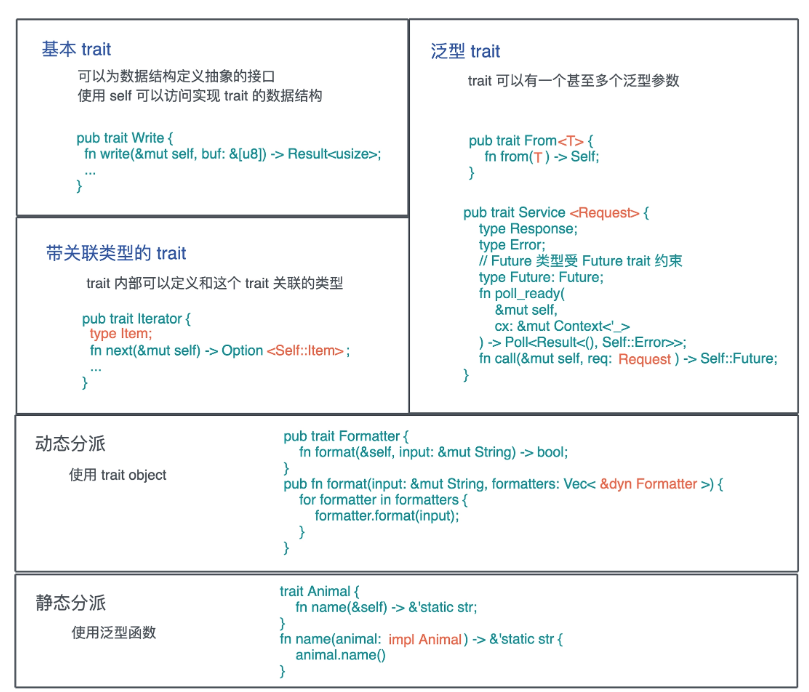 基本 trait
可以为数据结构定义抽象的接口
使用 self 可以访问实现 trait 的数据结构
pub trait Write {
fn write(&mut self, buf: &[u8]) -> Result<usize>;
...
}
泛型 trait
trait 可以有一个甚至多个泛型参数
pub trait From<T> {
fn from(T) -> Self;
}
pub trait Service <Request> {
type Response;
type Error;
// Future 类型受 Future trait 约束
type Future: Future;
fn poll_ready(
&mut self,
cx: &mut Context<'_>
) -> Poll<Result<(), Self::Error>>;
fn call(&mut self, req: Request ) -> Self::Future;
}
带关联类型的 trait
trait 内部可以定义和这个 trait 关联的类型
pub trait Iterator {
type Item;
fn next(&mut self) -> Option <Self::Item> ;
...
}
动态分派
使用 trait object
pub trait Formatter {
fn format(&self, input: &mut String) -> bool;
}
pub fn format(input: &mut String, formatters: Vec< &dyn Formatter >) {
for formatter in formatters {
formatter.format(input);
}
}
静态分派
使用泛型函数
trait Animal {
fn name(&self) -> &'static str;
}
fn name(animal: impl Animal) -> &'static str {
animal.name()
}